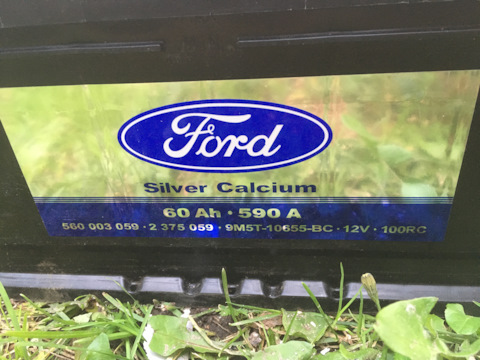 Ford
Silver Calcium
60 Ah · 590 A
560 003 059 · 2 375 059 · 9M5T-10655-BC · 12V · 100RC